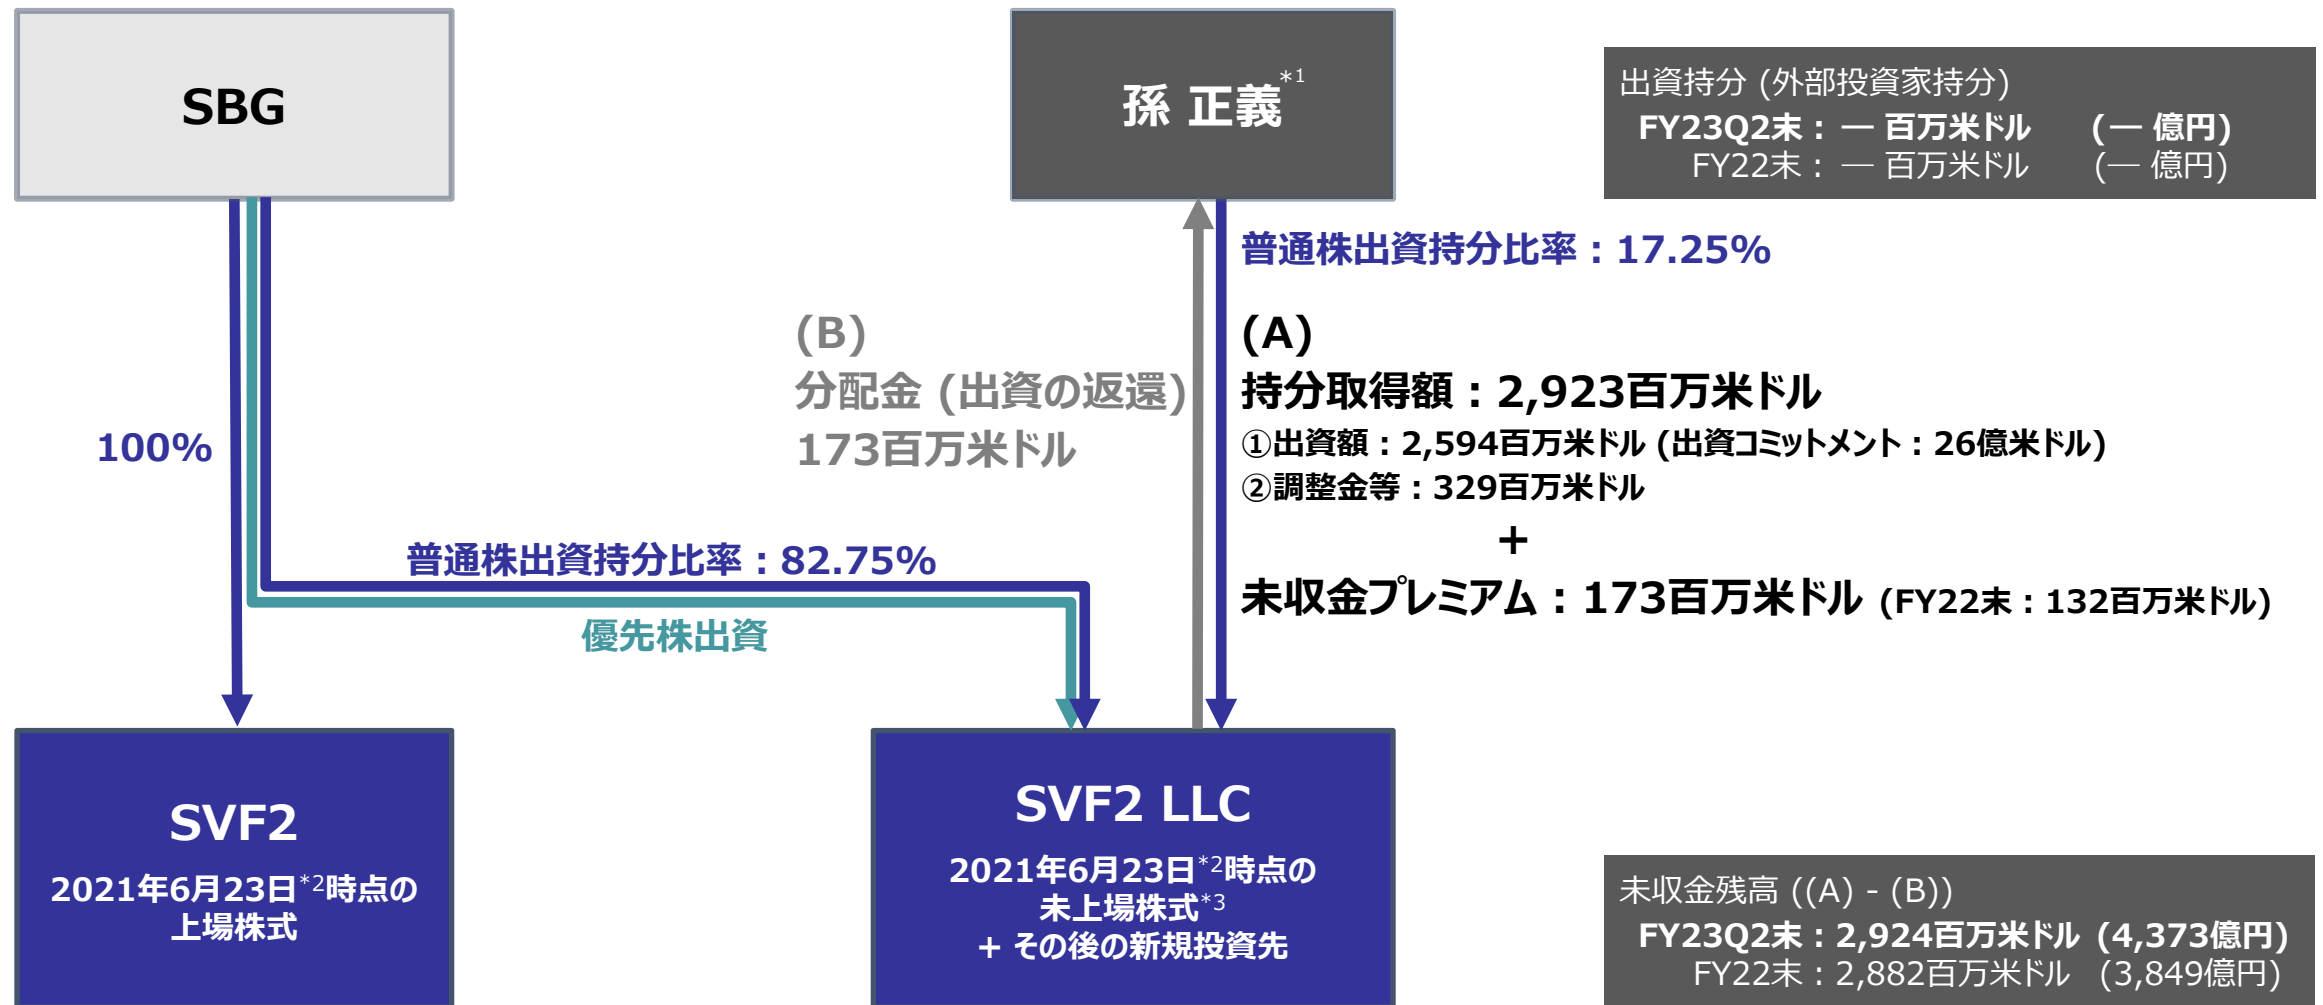 SBG
孫 正義*1
出資持分 (外部投資家持分)
FY23Q2末： ― 百万米ドル (― 億円)
FY22末： ― 百万米ドル (― 億円)
普通株出資持分比率：17.25%
(B)
分配金 (出資の返還)
173百万米ドル
(A)
持分取得額：2,923百万米ドル
①出資額：2,594百万米ドル (出資コミットメント：26億米ドル)
②調整金等：329百万米ドル
+
未収金プレミアム：173百万米ドル (FY22末：132百万米ドル)
100%
普通株出資持分比率：82.75%
優先株出資
SVF2
2021年6月23日*2時点の
上場株式
SVF2 LLC
2021年6月23日*2時点の
未上場株式*3
+ その後の新規投資先
未収金残高 ((A) - (B))
FY23Q2末：2,924百万米ドル (4,373億円)
FY22末：2,882百万米ドル (3,849億円)